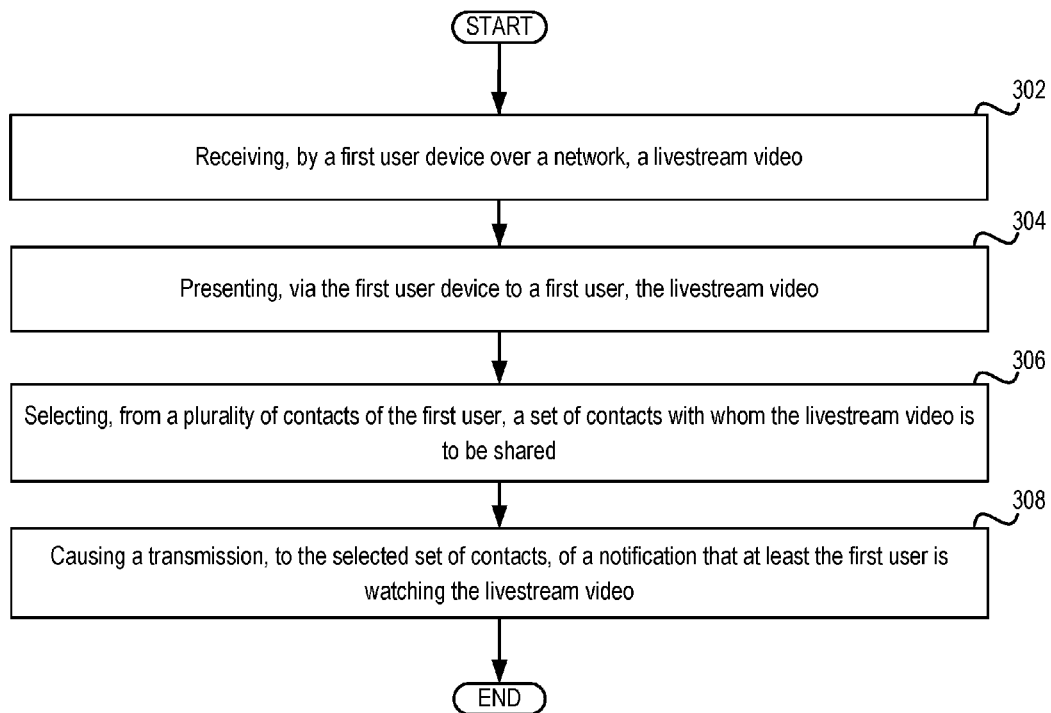 START
302
Receiving, by a first user device over a network, a livestream video
304
Presenting, via the first user device to a first user, the livestream video
306
Selecting, from a plurality of contacts of the first user, a set of contacts with whom the livestream video is
to be shared
308
Causing a transmission, to the selected set of contacts, of a notification that at least the first user is
watching the livestream video
END